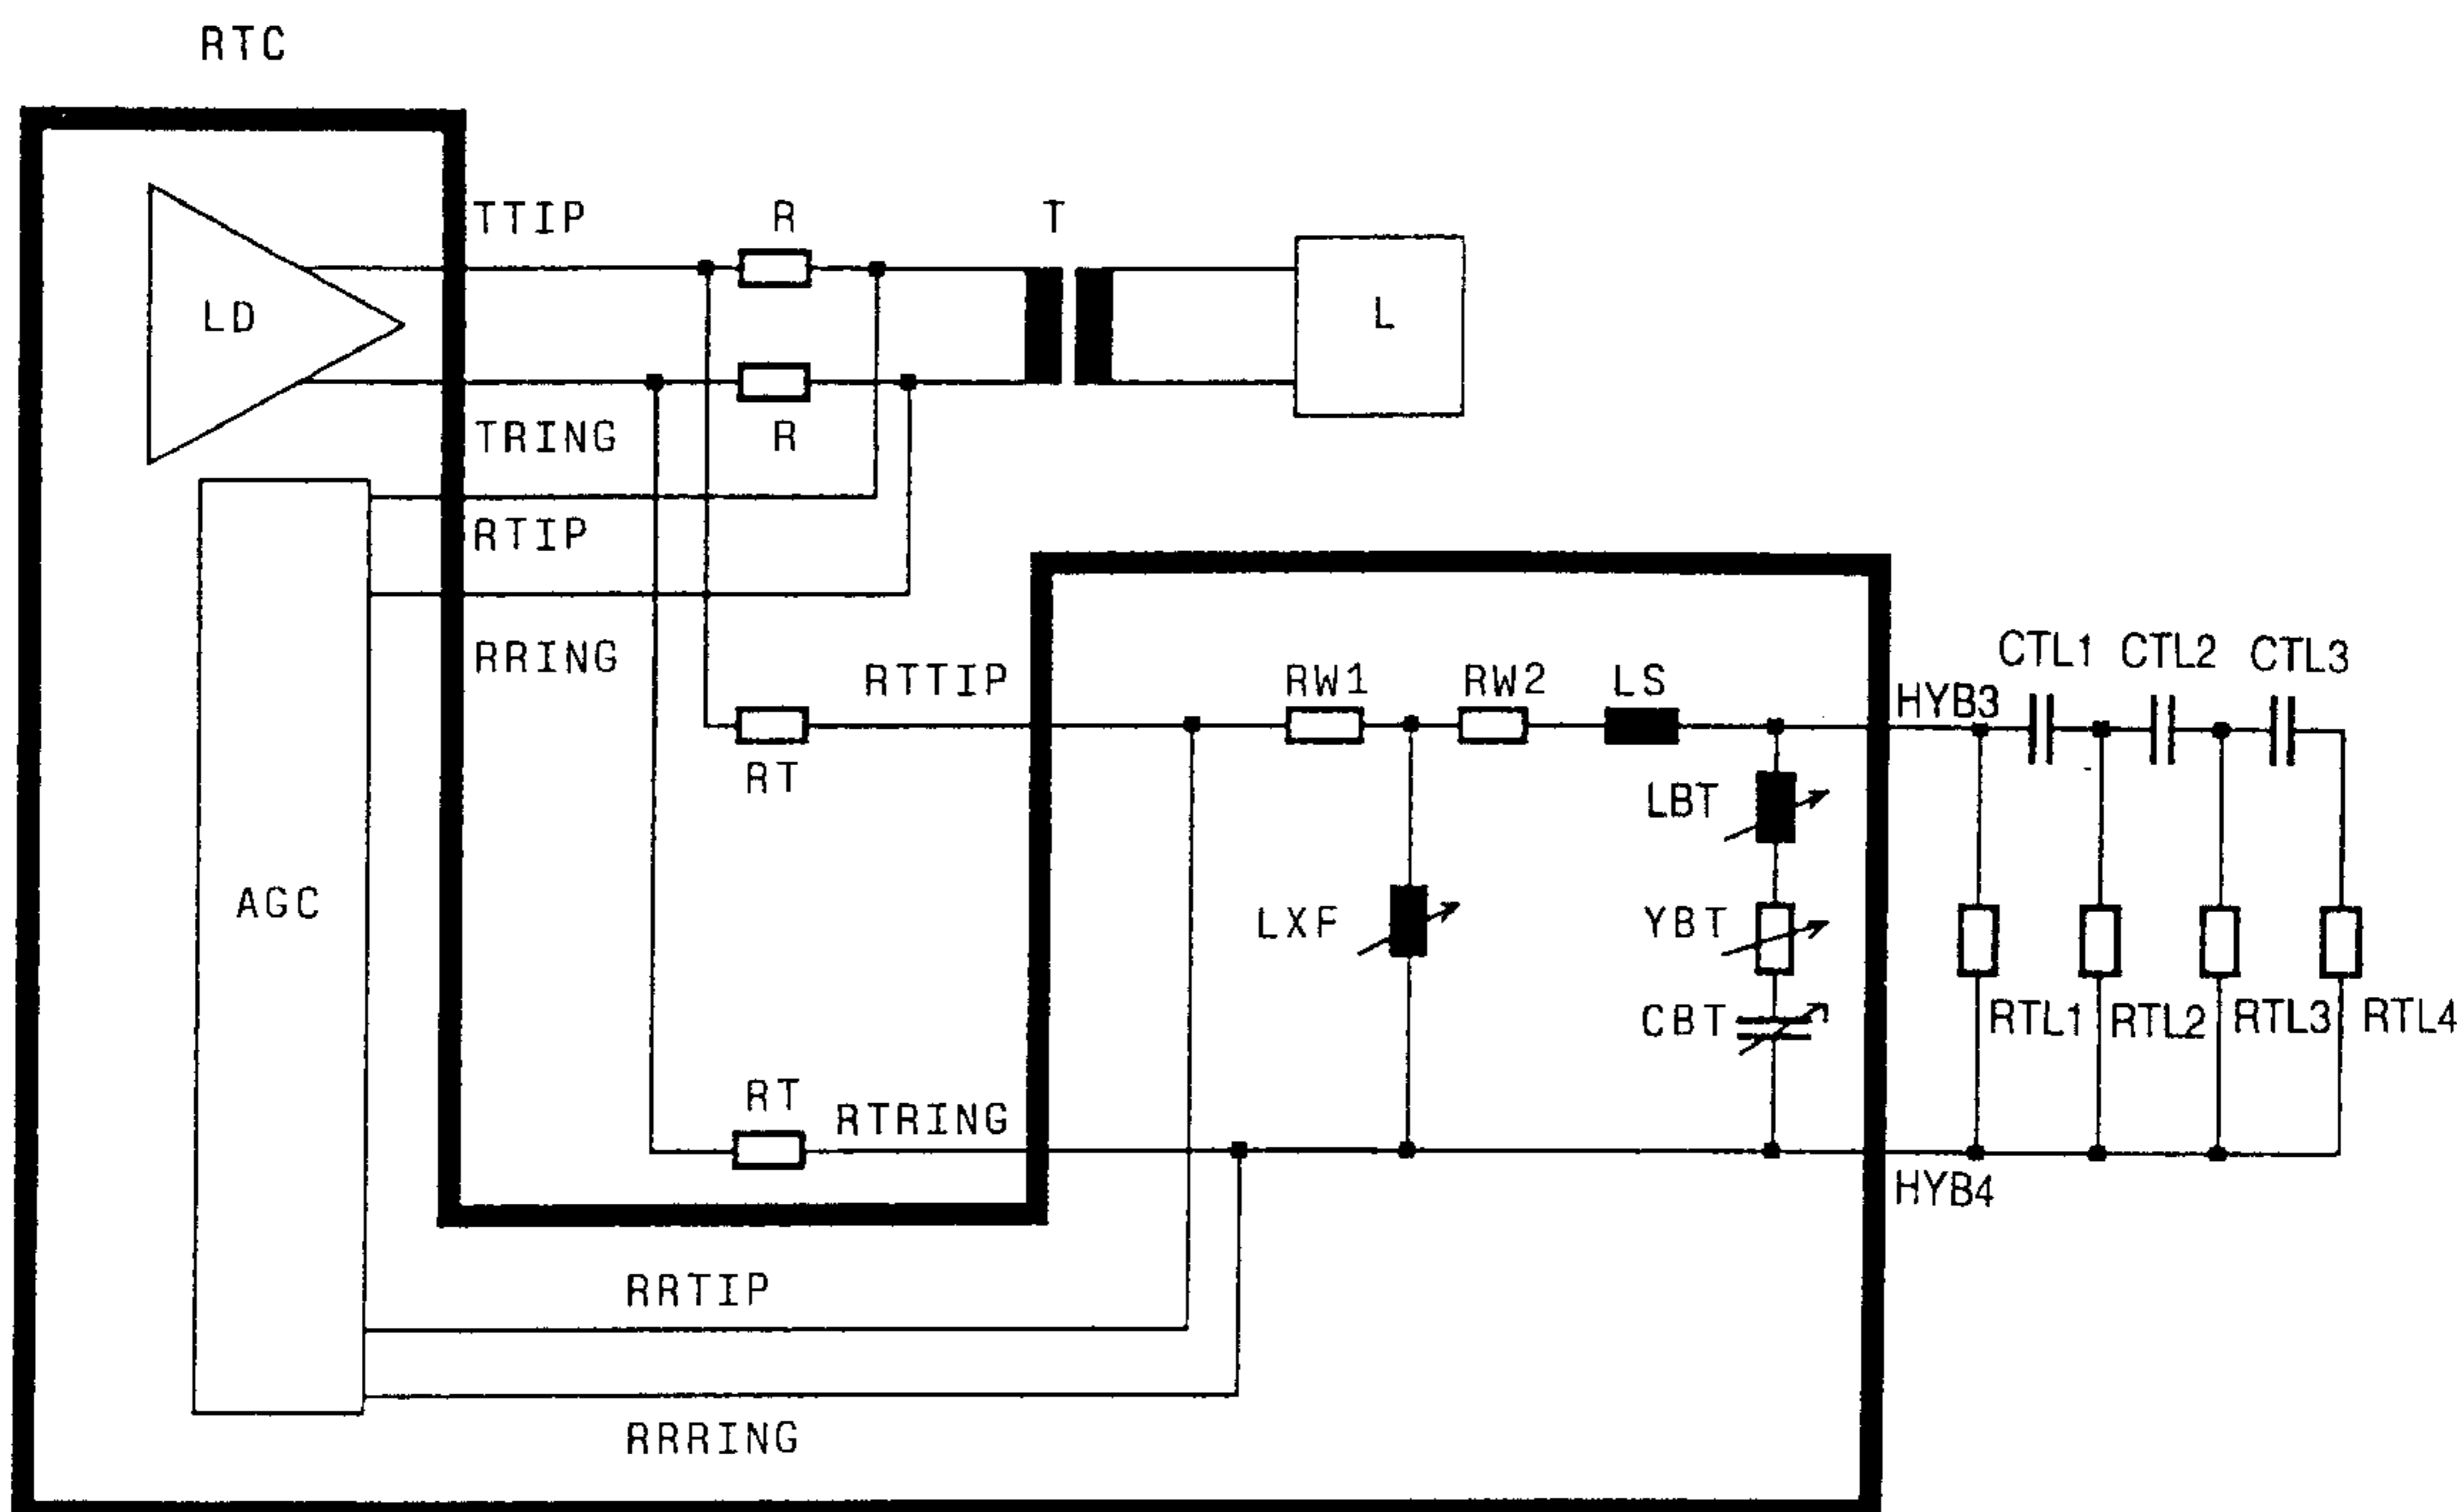 RTC
TTIP
R
T
LD
L
TRING
R
RTIP
RRING
RTTIP
RW1
RW2
LS
HYB3
CTL1
CTL2
CTL3
RT
LBT
AGC
LXF
YBT
CBT
RTL1
RTL2
RTL3
RTL4
RT
RTRING
HYB4
RRTIP
RRRING